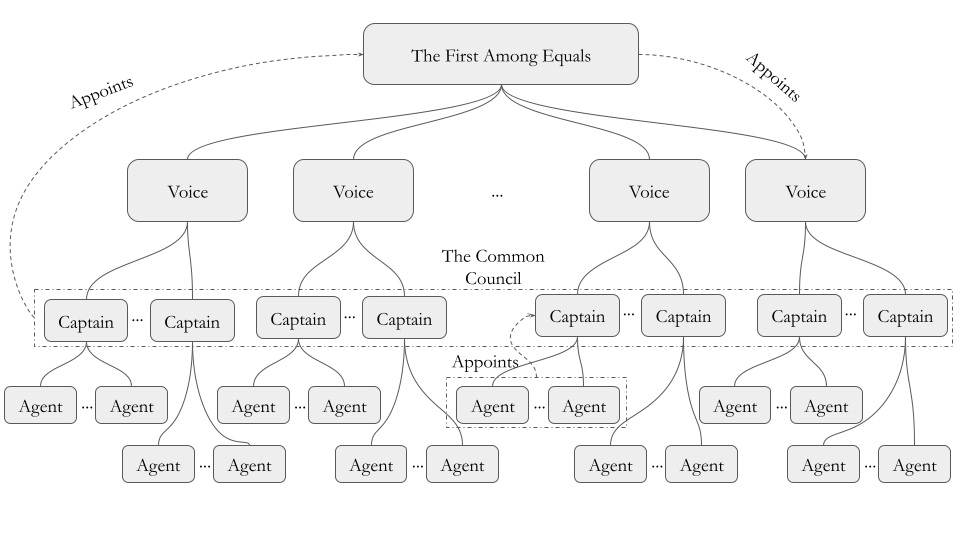 The First Among Equals
Appoints
Appoints
Voice
Voice
...
Voice
Voice
The Common
Council
Captain
...
Captain
Captain
...
Captain
Captain
...
Captain
Captain
...
Captain
Appoints
Agent
...
Agent
Agent
...
Agent
Agent
...
Agent
Agent
...
Agent
Agent
...
Agent
Agent
...
Agent
Agent
...
Agent
Agent
...
Agent